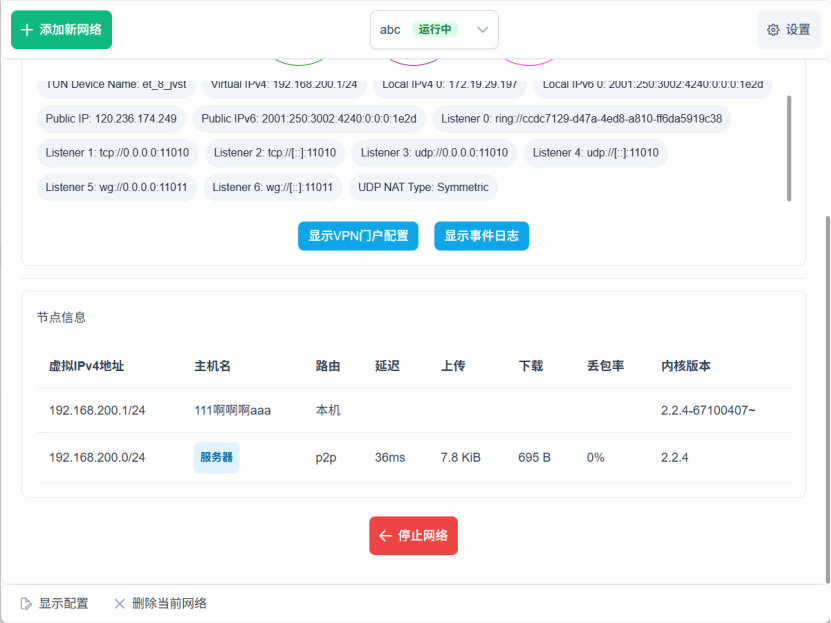 添加新网络
abc 运行中
设置
TUN Device Name: et_8_jvst Virtual IPv4: 192.168.200.1/24 Local IPv4 0: 172.19.29.197 Local IPv6 0: 2001:250:3002:4240:0:0:0:1e2d
Public IP: 120.236.174.249 Public IPv6: 2001:250:3002:4240:0:0:0:1e2d Listener 0: ring://ccdc7129-d47a-4ed8-a810-ff6da5919c38
Listener 1: tcp://0.0.0.0:11010 Listener 2: tcp://[::]:11010 Listener 3: udp://0.0.0.0:11010 Listener 4: udp://[::]:11010
Listener 5: wg://0.0.0.0:11011 Listener 6: wg://[::]:11011 UDP NAT Type: Symmetric
显示VPN门户配置 显示事件日志
节点信息
虚拟IPv4地址 主机名 路由 延迟 上传 下载 丢包率 内核版本
192.168.200.1/24 111啊啊啊aaa 本机 2.2.4-67100407~
192.168.200.0/24 服务器 p2p 36ms 7.8 KiB 695 B 0% 2.2.4
停止网络
显示配置 删除当前网络